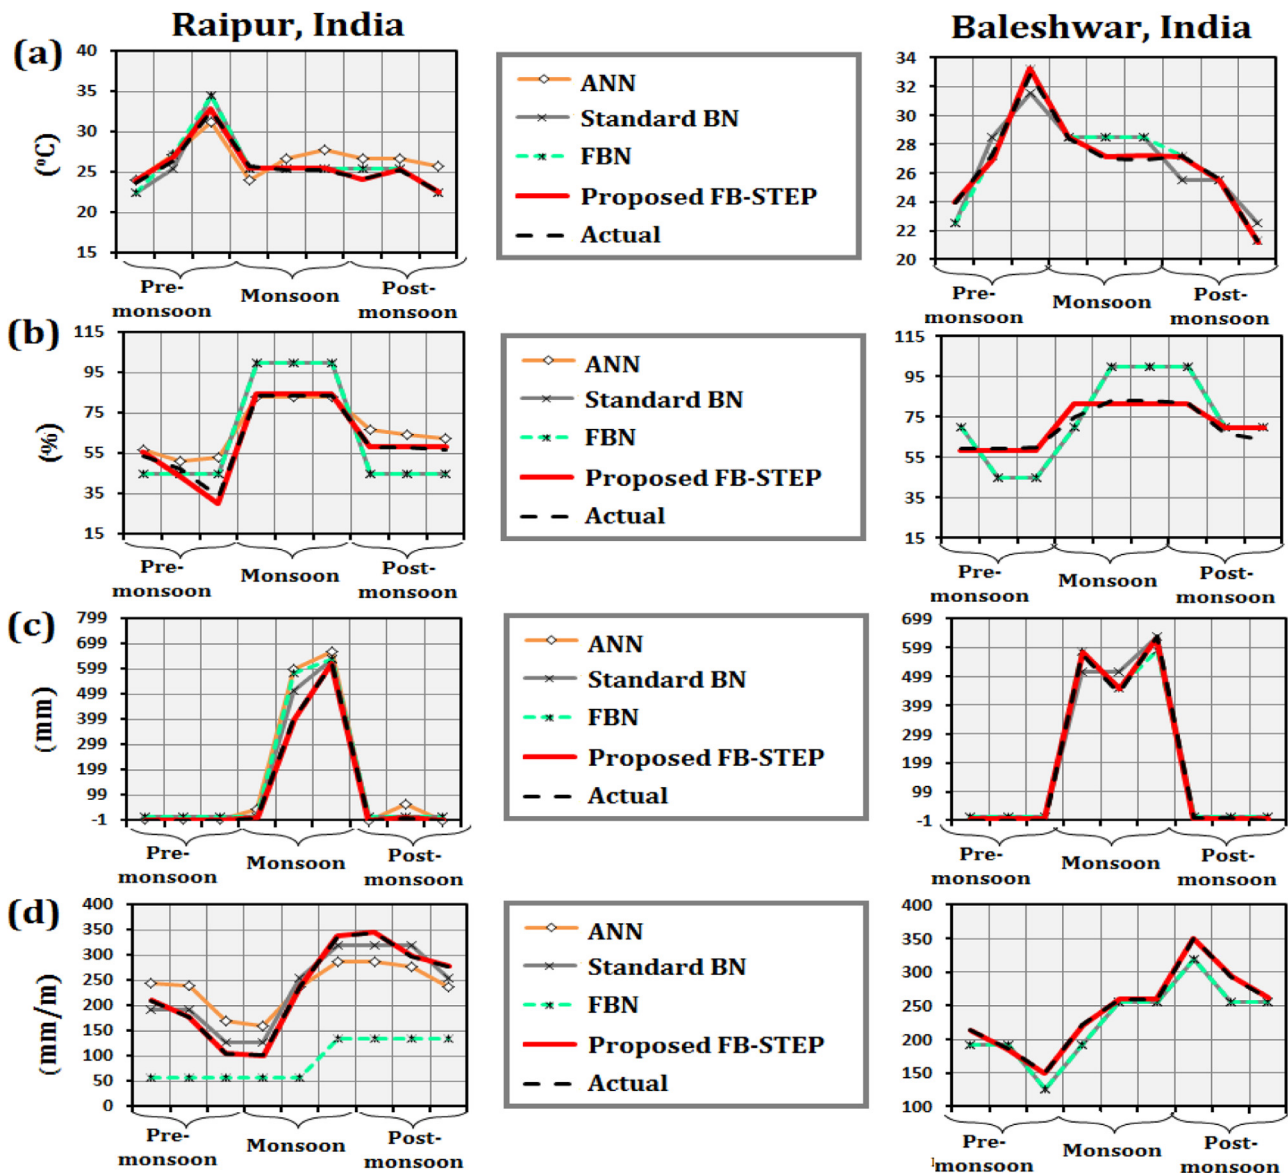 Raipur, India
Baleshwar, India
(a)
(ºC)
40
35
30
25
20
15
Pre-
monsoon
Monsoon
Post-
monsoon
ANN
Standard BN
FBN
Proposed FB-STEP
Actual
34
32
30
28
26
24
22
20
Pre-
monsoon
Monsoon
Post-
monsoon
(b)
(%)
115
95
75
55
35
15
Pre-
monsoon
Monsoon
Post-
monsoon
ANN
Standard BN
FBN
Proposed FB-STEP
Actual
115
95
75
55
35
15
Pre-
monsoon
Monsoon
Post-
monsoon
(c)
(mm)
799
699
599
499
399
299
199
99
-1
Pre-
monsoon
Monsoon
Post-
monsoon
ANN
Standard BN
FBN
Proposed FB-STEP
Actual
699
599
499
399
299
199
99
-1
Pre-
monsoon
Monsoon
Post-
monsoon
(d)
(mm/m)
400
350
300
250
200
150
100
50
0
Pre-
monsoon
Monsoon
Post-
monsoon
ANN
Standard BN
FBN
Proposed FB-STEP
Actual
400
350
300
250
200
150
100
Pre-
monsoon
Monsoon
Post-
monsoon